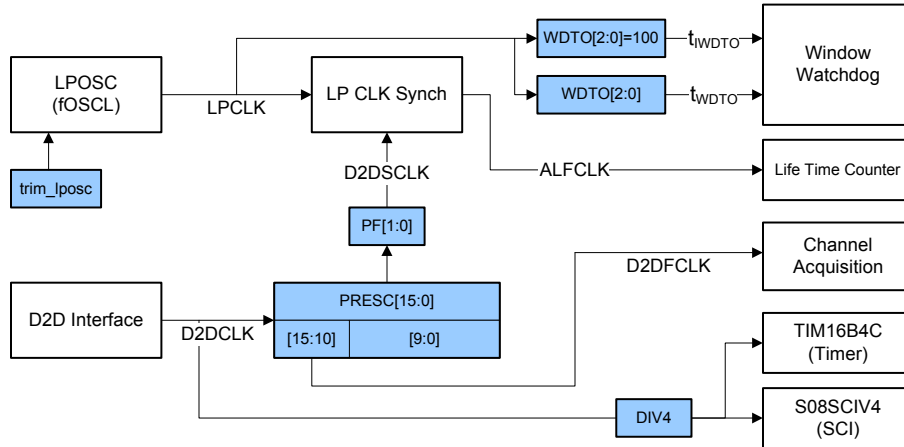 WDTO[2:0]=100
tIWDTO
Window
Watchdog
LPOSC
(fOSCL)
LPCLK
LP CLK Synch
WDTO[2:0]
tWDTO
trim_lposc
D2DSCLK
ALFCLK
Life Time Counter
PF[1:0]
D2DFCLK
Channel
Acquisition
D2D Interface
D2DCLK
PRESC[15:0]
[15:10]
[9:0]
TIM16B4C
(Timer)
DIV4
S08SCIV4
(SCI)